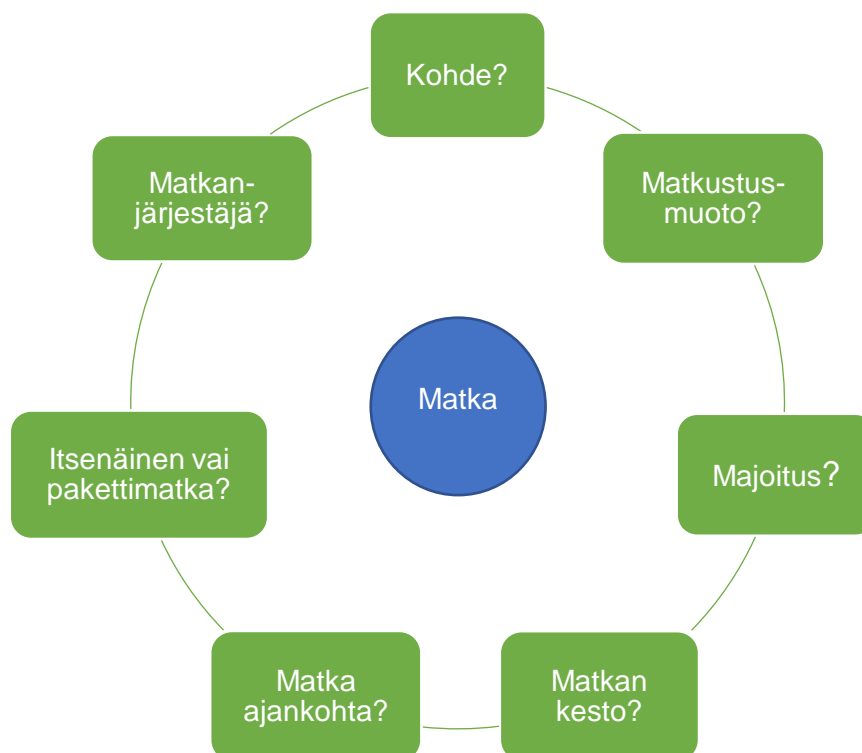 Kohde?
Matkustus-
muoto?
Majoitus?
Matkan
kesto?
Matka
ajankohta?
Itsenäinen vai
pakettimatka?
Matkan-
järjestäjä?
Matka